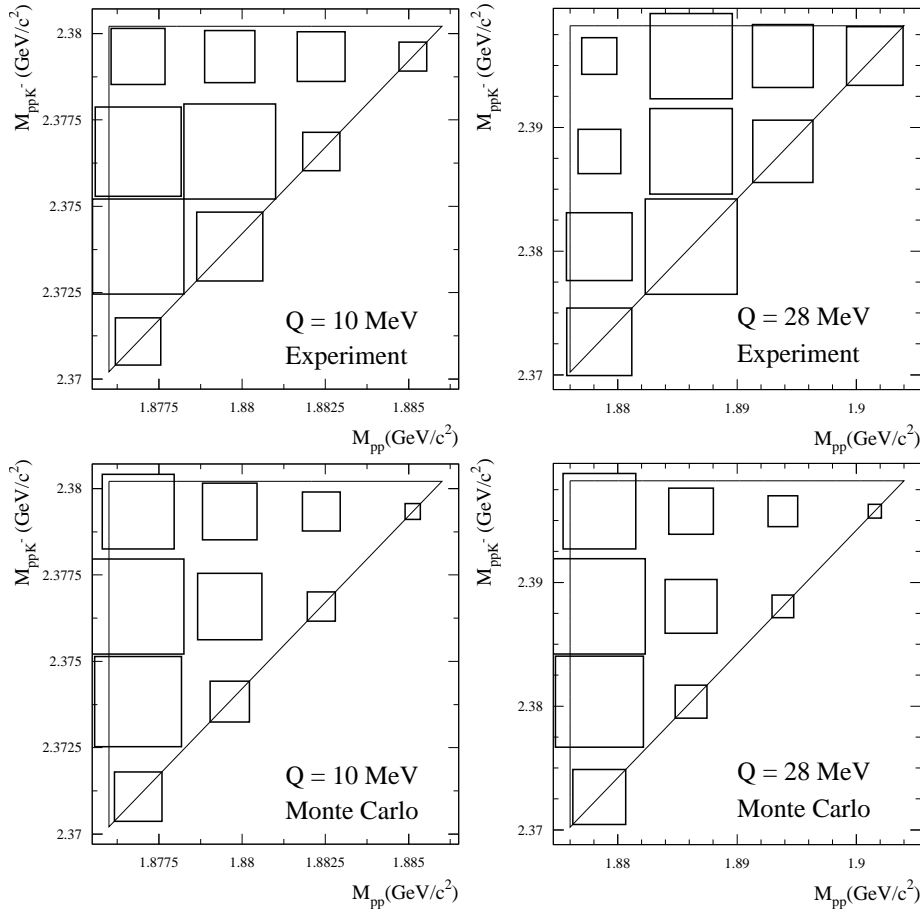 M_ppK⁻ (GeV/c²)
2.38
2.3775
2.375
2.3725
2.37
Q = 10 MeV
Experiment
1.8775 1.88 1.8825 1.885
M_pp(GeV/c²)
M_ppK⁻ (GeV/c²)
2.39
2.38
2.37
Q = 28 MeV
Experiment
1.88 1.89 1.9
M_pp(GeV/c²)
M_ppK⁻ (GeV/c²)
2.38
2.3775
2.375
2.3725
2.37
Q = 10 MeV
Monte Carlo
1.8775 1.88 1.8825 1.885
M_pp(GeV/c²)
M_ppK⁻ (GeV/c²)
2.39
2.38
2.37
Q = 28 MeV
Monte Carlo
1.88 1.89 1.9
M_pp(GeV/c²)